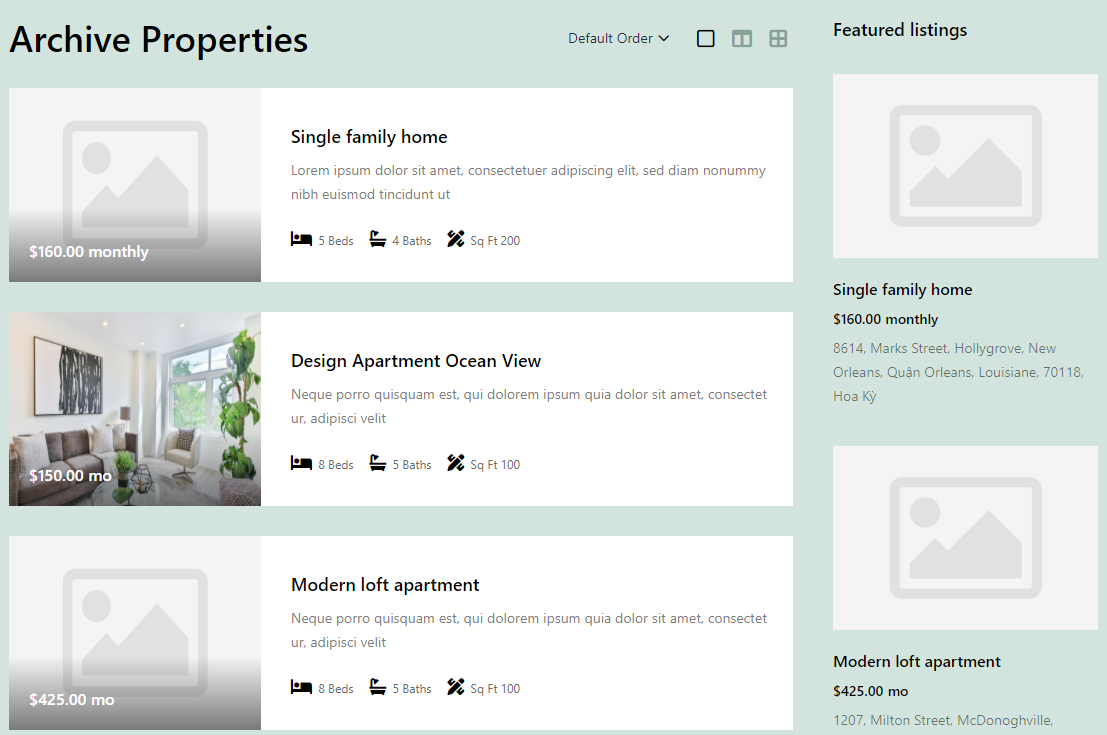 Archive Properties
Default Order
Single family home
Lorem ipsum dolor sit amet, consectetuer adipiscing elit, sed diam nonummy
nibh euismod tincidunt ut
5 Beds 4 Baths Sq Ft 200
$160.00 monthly
Design Apartment Ocean View
Neque porro quisquam est, qui dolorem ipsum quia dolor sit amet, consectet
ur, adipisci velit
8 Beds 5 Baths Sq Ft 100
$150.00 mo
Modern loft apartment
Neque porro quisquam est, qui dolorem ipsum quia dolor sit amet, consectet
ur, adipisci velit
8 Beds 5 Baths Sq Ft 100
$425.00 mo
Featured listings
Single family home
$160.00 monthly
8614, Marks Street, Hollygrove, New
Orleans, Quận Orleans, Louisiane, 70118,
Hoa Kỳ
Modern loft apartment
$425.00 mo
1207, Milton Street, McDonoghville,